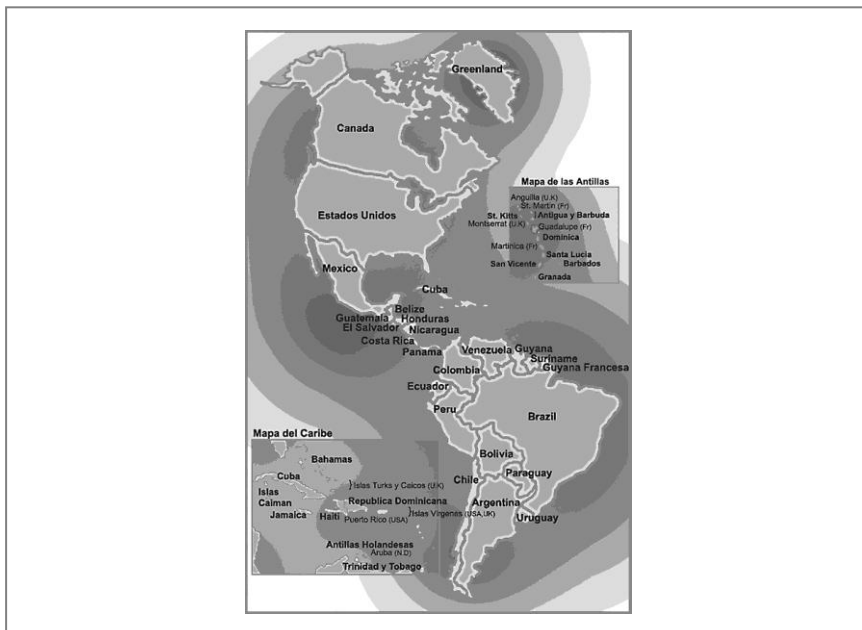 Greenland
Canada
Mapa de las Antillas
Anguilla (U.K)
St. Martin (Fr)
St. Kitts
Antigua y Barbuda
Montserrat (U.K)
Guadalupe (Fr)
Dominica
Martinica (Fr)
Santa Lucia
San Vicente
Barbados
Granada
Estados Unidos
Mexico
Cuba
Belize
Guatemala
Honduras
El Salvador
Nicaragua
Costa Rica
Panama
Venezuela
Guyana
Suriname
Guyana Francesa
Colombia
Ecuador
Peru
Brazil
Bolivia
Paraguay
Chile
Argentina
Uruguay
Mapa del Caribe
Bahamas
Cuba
Islas Turks y Caicos (U.K)
Islas
Caiman
Republica Dominicana
Jamaica
Haiti
Puerto Rico (USA)
Islas Virgenes (USA,UK)
Antillas Holandesas
Aruba (N.D)
Trinidad y Tobago